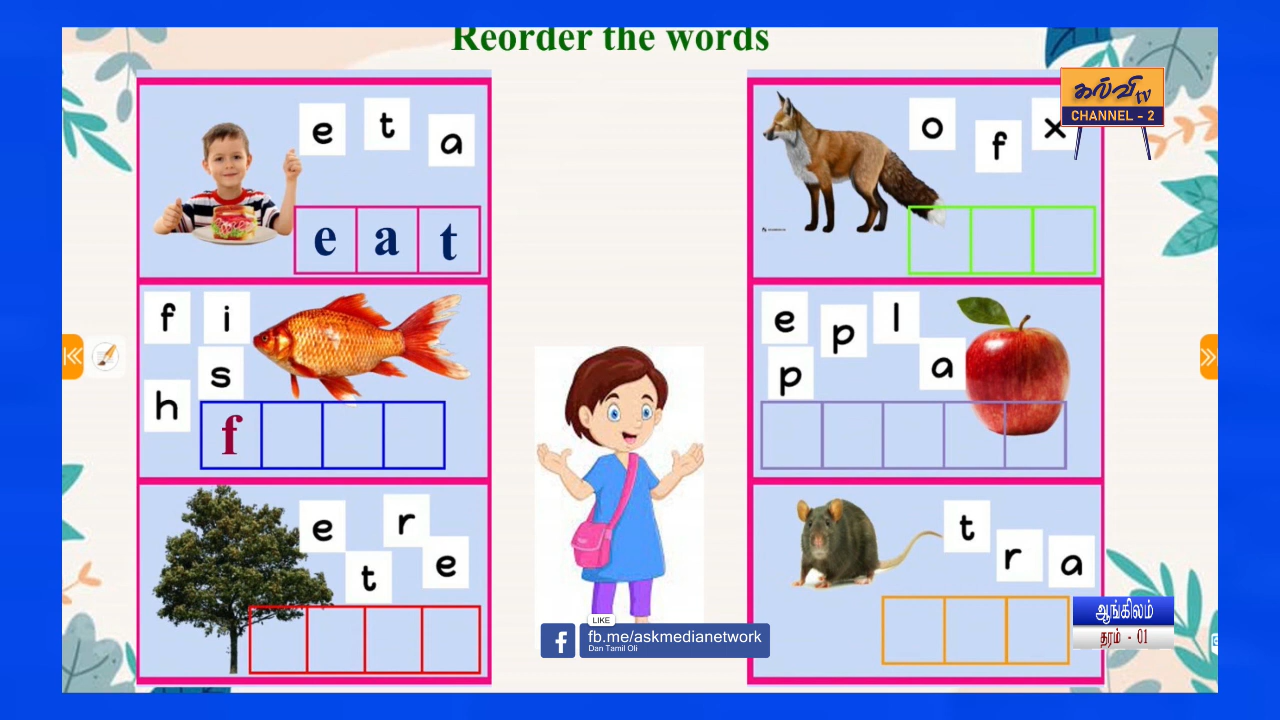 Reorder the words
e t a
e a t
f i
s
h
f
e r
t e
o f x
கல்வி tv
CHANNEL - 2
e p l
p a
t r a
ஆங்கிலம்
தரம் - 01
LIKE
fb.me/askmedianetwork
Dan Tamil Oli